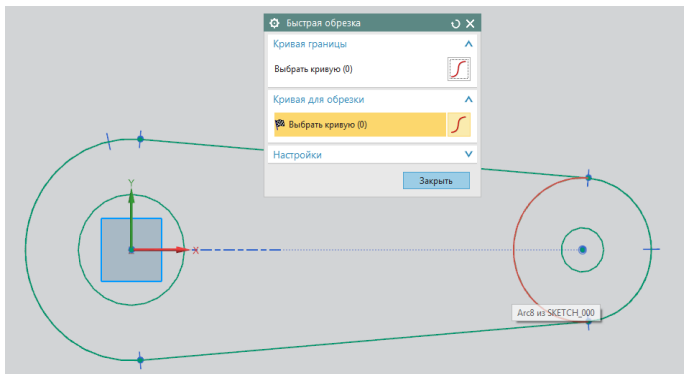 Быстрая обрезка
Кривая границы
Выбрать кривую (0)
Кривая для обрезки
Выбрать кривую (0)
Настройки
Закрыть
Y
X
Arc8 из SKETCH_000